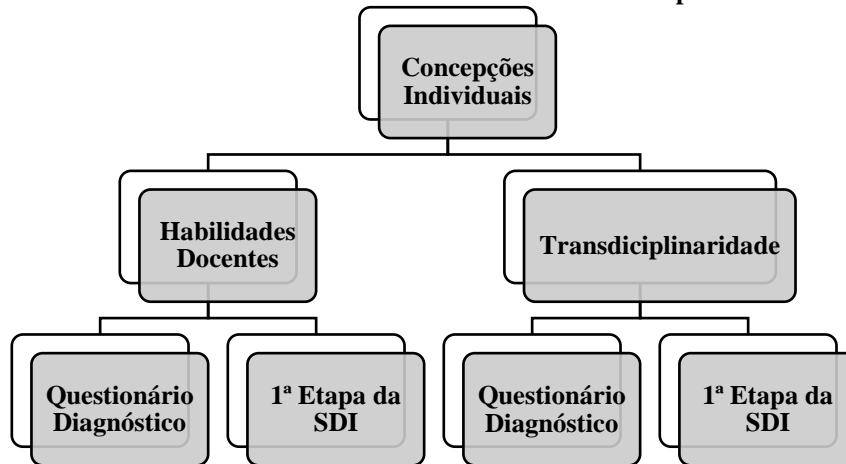 Concepções
Individuais
Habilidades
Docentes
Transdiciplinaridade
Questionário
Diagnóstico
1ª Etapa da
SDI
Questionário
Diagnóstico
1ª Etapa da
SDI